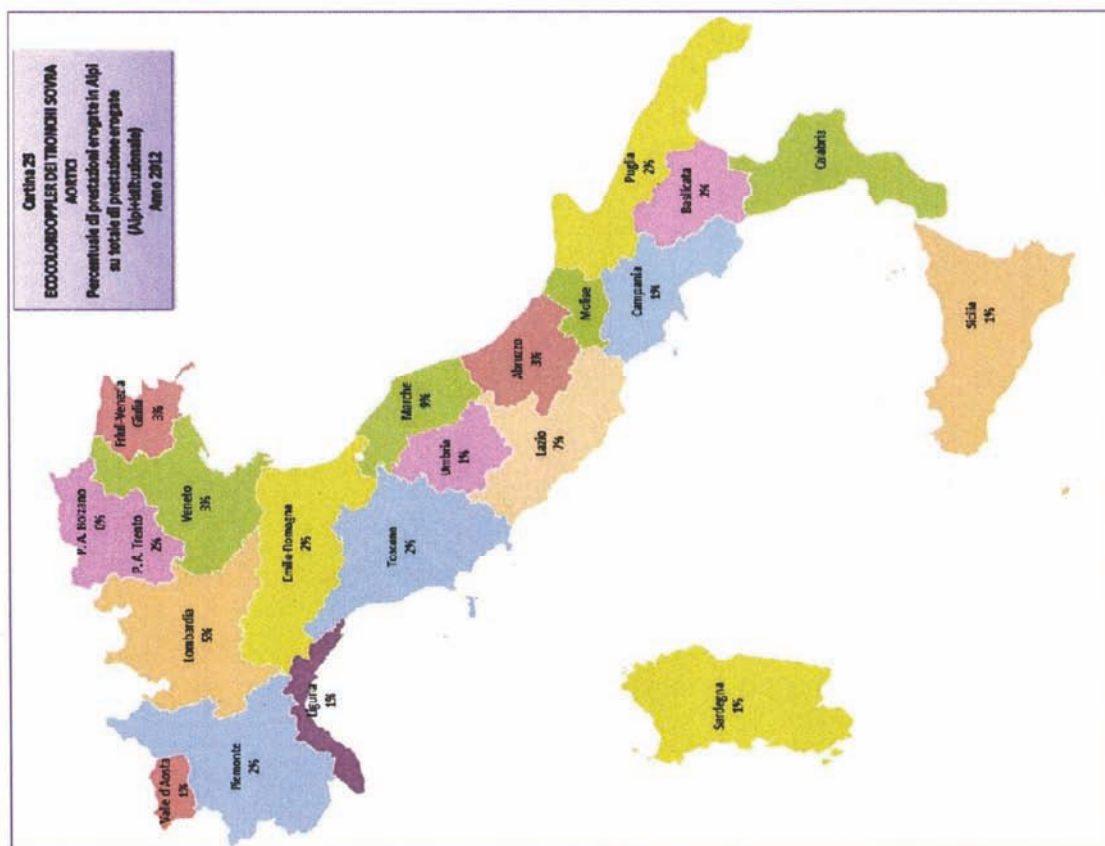 Cartina 25
ECOCOLORDOPPLER DEI TRONCHI SOVRA
AORTICI
Percentuale di prestazioni erogate in Alpi
su totale di prestazione erogate
(Alpi+Istituzionale)
Anno 2012
P.A. Bozano
0%
P.A. Trento
2%
Friuli-Venezia
Giulia
3%
Valle d'Aosta
1%
Lombardia
5%
Veneto
3%
Piemonte
2%
Emilia-Romagna
2%
Liguria
1%
Toscana
2%
Marche
9%
Umbria
1%
Lazio
7%
Abruzzo
3%
Molise
Campania
1%
Puglia
2%
Basilicata
2%
Calabria
Sardegna
1%
Sicilia
1%